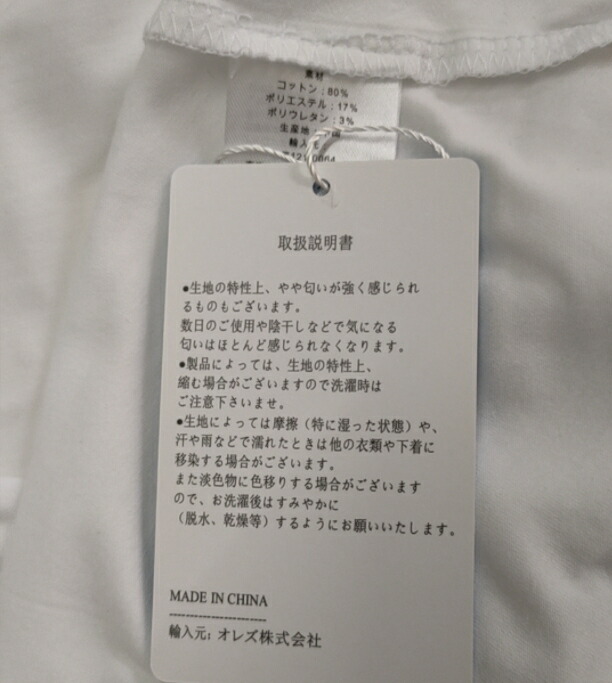 素材
コットン:80%
ポリエステル:17%
ポリウレタン:3%
生産地
輸入元
取扱説明書
●生地の特性上、やや匂いが強く感じられ
るものもございます。
数日のご使用や陰干しなどで気になる
匂いはほとんど感じられなくなります。
●製品によっては、生地の特性上、
縮む場合がございますので洗濯時は
ご注意下さいませ。
●生地によっては摩擦（特に湿った状態）や、
汗や雨などで濡れたときは他の衣類や下着に
移染する場合がございます。
また淡色物に色移りする場合がございます
ので、お洗濯後はすみやかに
（脱水、乾燥等）するようにお願いいたします。
MADE IN CHINA
------------------------
輸入元: オレズ株式会社